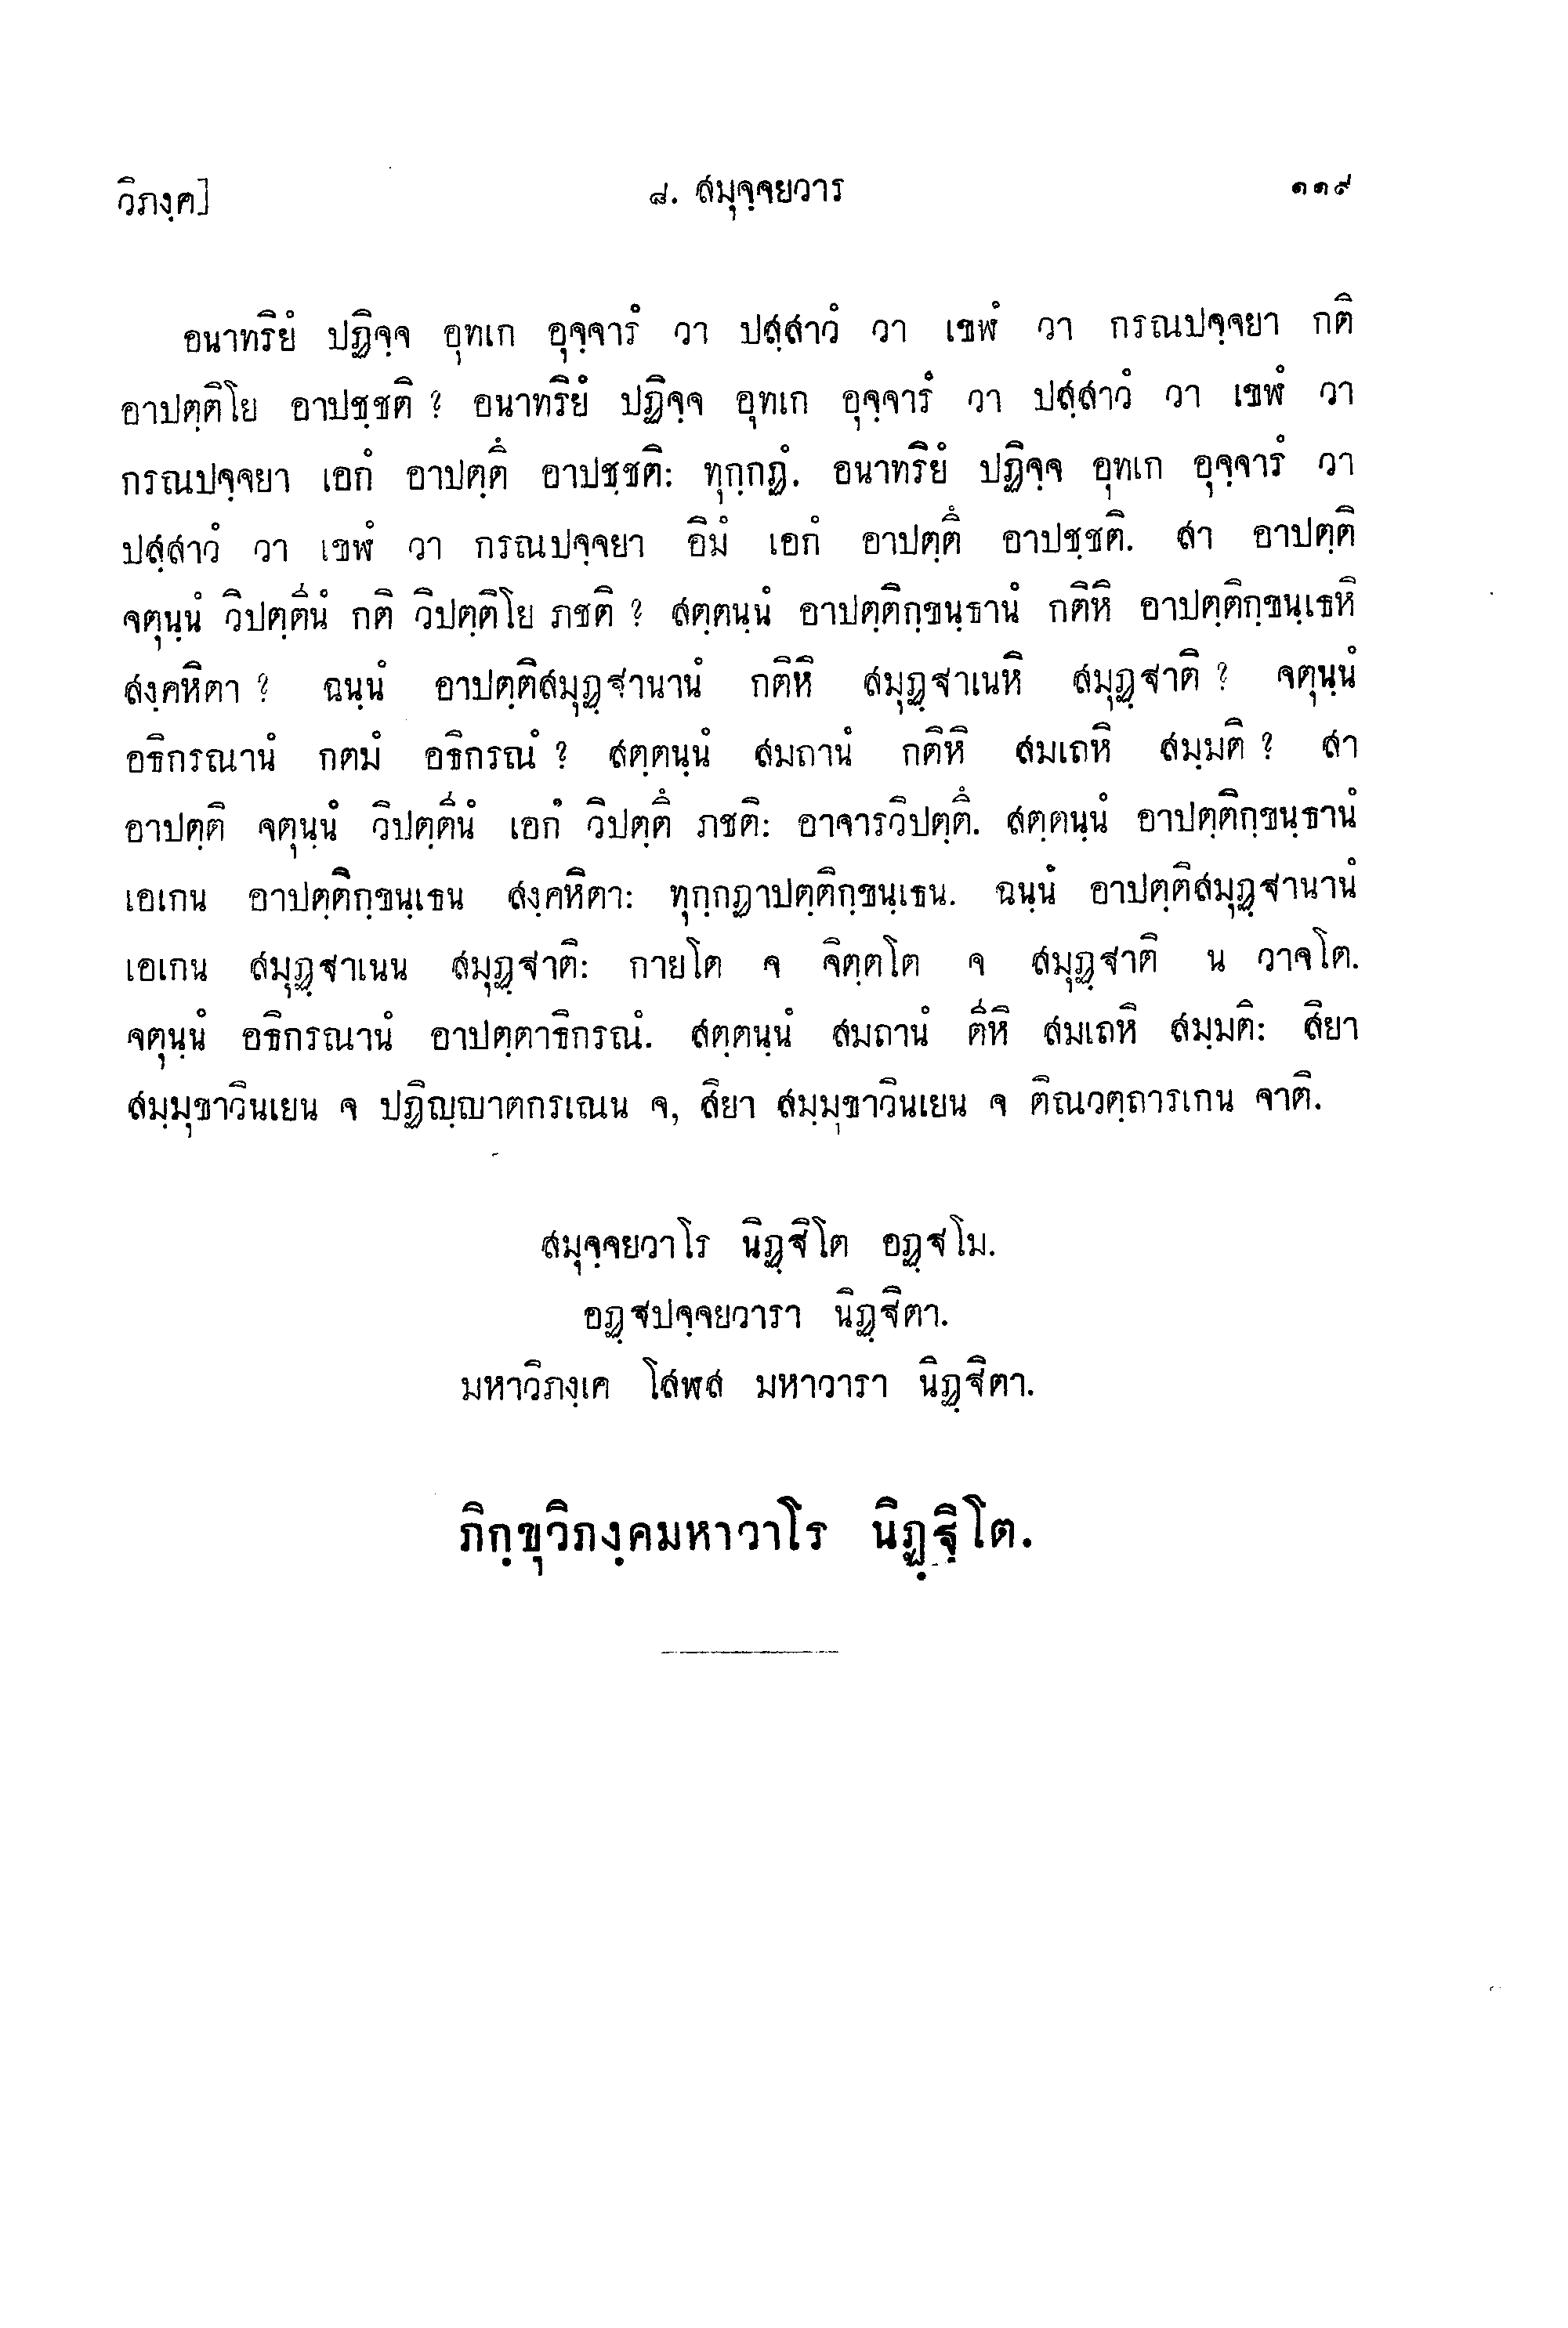 วิภงฺค]
๘. สมุจฺจยวาร
๑๑๙
อนาทริยํ ปฏิจฺจ อุทเก อุจฺจารํ วา ปสฺสาวํ วา เขฬํ วา กรณปจฺจยา กติ
อาปตฺติโย อาปชฺชติ ? อนาทริยํ ปฏิจฺจ อุทเก อุจฺจารํ วา ปสฺสาวํ วา เขฬํ วา
กรณปจฺจยา เอกํ อาปตฺตึ อาปชฺชติ: ทุกฺกฏํ. อนาทริยํ ปฏิจฺจ อุทเก อุจฺจารํ วา
ปสฺสาวํ วา เขฬํ วา กรณปจฺจยา อิมํ เอกํ อาปตฺตึ อาปชฺชติ. สา อาปตฺติ
จตุนฺนํ วิปตฺตีนํ กติ วิปตฺติโย ภชติ ? สตฺตนฺนํ อาปตฺติกฺขนฺธานํ กติหิ อาปตฺติกฺขนฺเธหิ
สงฺคหิตา ? ฉนฺนํ อาปตฺติสมุฏฺฐานานํ กติหิ สมุฏฺฐาเนหิ สมุฏฺฐาติ ? จตุนฺนํ
อธิกรณานํ กตมํ อธิกรณํ ? สตฺตนฺนํ สมถานํ กติหิ สมเถหิ สมฺมติ ? สา
อาปตฺติ จตุนฺนํ วิปตฺตีนํ เอกํ วิปตฺตึ ภชติ: อาจารวิปตฺตึ. สตฺตนฺนํ อาปตฺติกฺขนฺธานํ
เอเกน อาปตฺติกฺขนฺเธน สงฺคหิตา: ทุกฺกฏาปตฺติกฺขนฺเธน. ฉนฺนํ อาปตฺติสมุฏฺฐานานํ
เอเกน สมุฏฺฐาเนน สมุฏฺฐาติ: กายโต จ จิตฺตโต จ สมุฏฺฐาติ น วาจโต.
จตุนฺนํ อธิกรณานํ อาปตฺตาธิกรณํ. สตฺตนฺนํ สมถานํ ตีหิ สมเถหิ สมฺมติ: สิยา
สมฺมุขาวินเยน จ ปฏิญฺญาตกรเณน จ, สิยา สมฺมุขาวินเยน จ ติณวตฺถารเกน จาติ.
สมุจฺจยวาโร นิฏฺฐิโต อฏฺฐโม.
อฏฺฐปจฺจยวารา นิฏฺฐิตา.
มหาวิภงฺเค โสฬส มหาวารา นิฏฺฐิตา.
ภิกฺขุวิภงฺคมหาวาโร นิฏฺฐิโต.